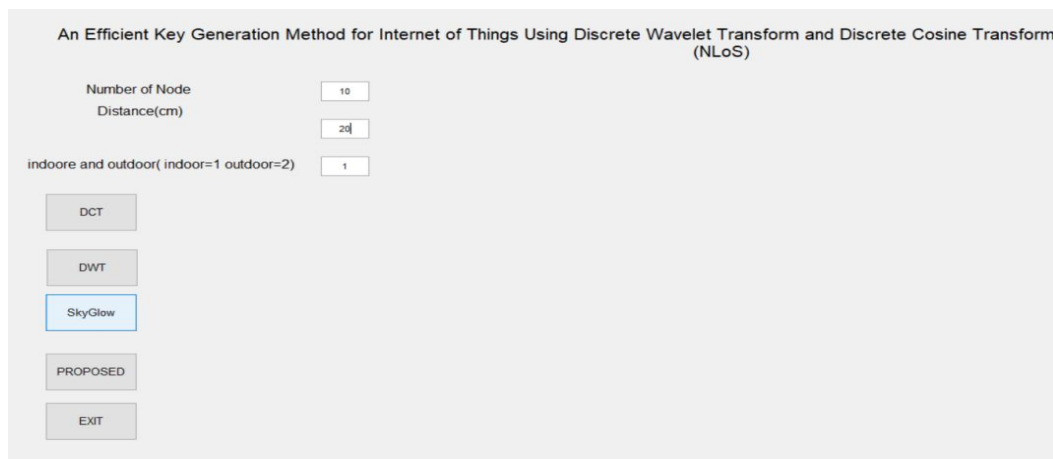 An Efficient Key Generation Method for Internet of Things Using Discrete Wavelet Transform and Discrete Cosine Transform
(NLoS)
Number of Node
10
Distance(cm)
20
indoore and outdoor( indoor=1 outdoor=2)
1
DCT
DWT
SkyGlow
PROPOSED
EXIT